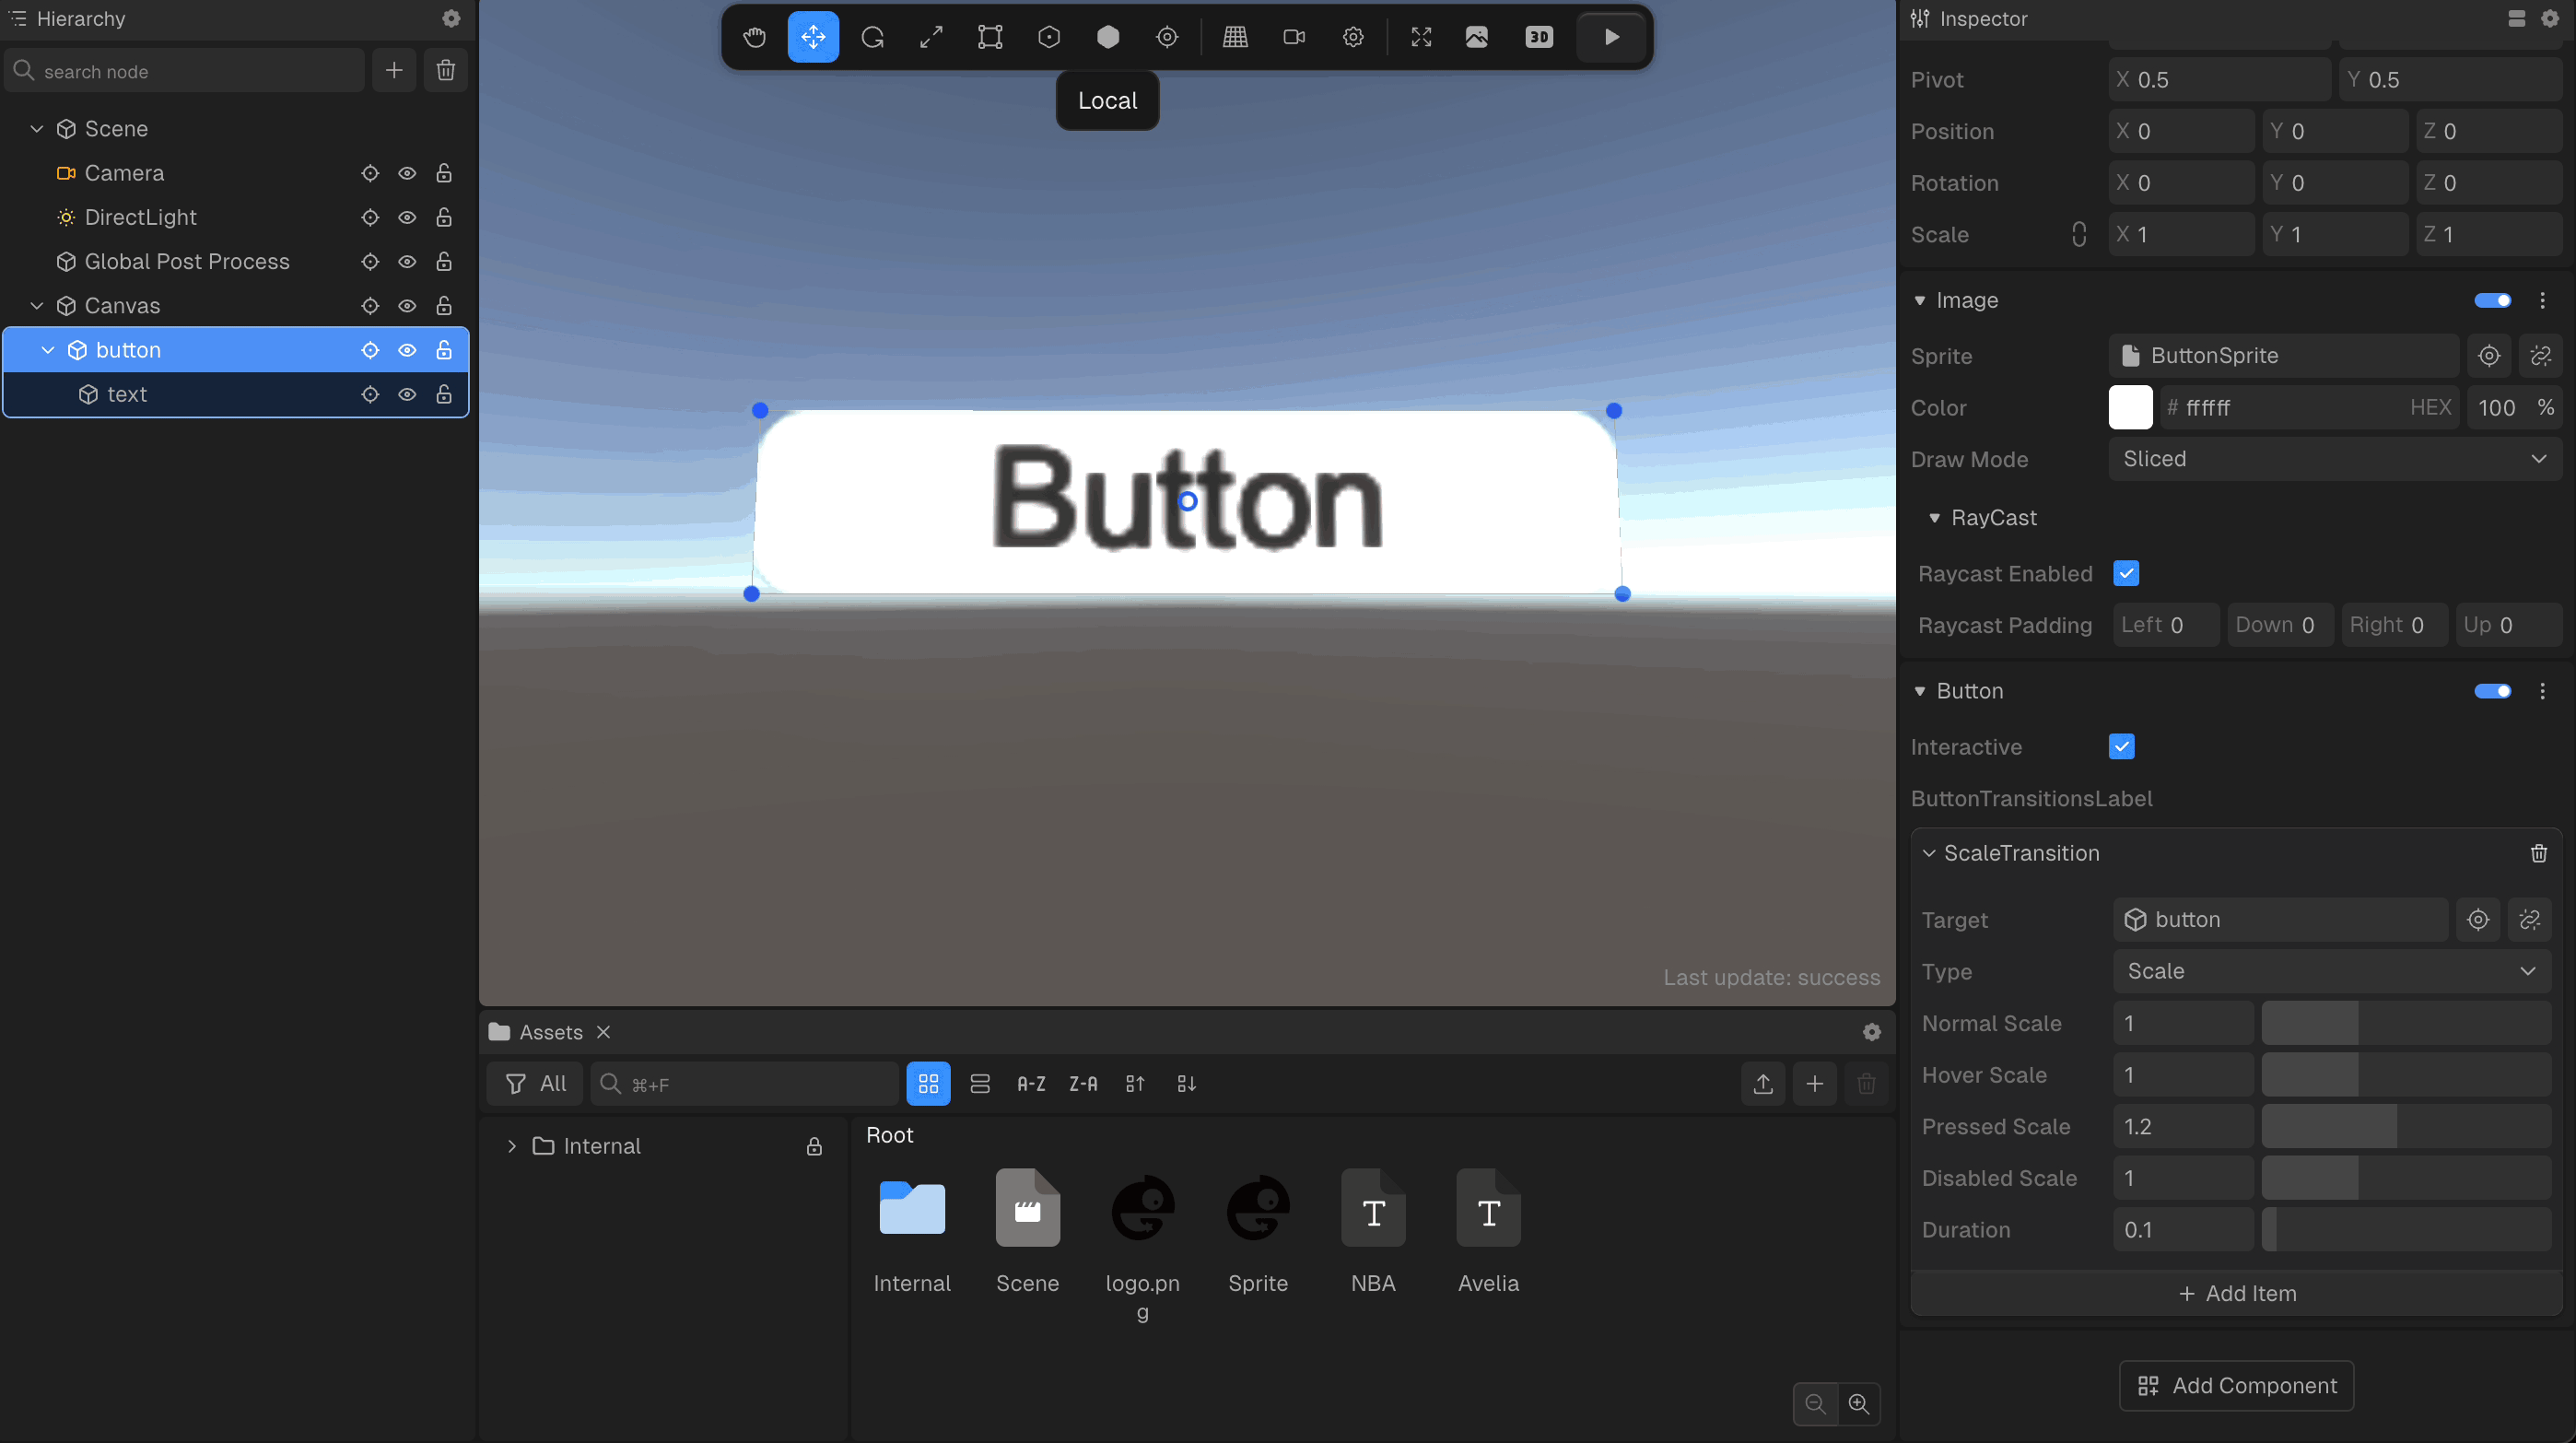 Hierarchy
search node
Scene
Camera
DirectLight
Global Post Process
Canvas
button
text
3D
Local
Button
Last update: success
Assets
All
⌘+F
A-Z
Z-A
Internal
Root
Internal
Scene
logo.pn
g
Sprite
T
NBA
T
Avelia
Inspector
Pivot X 0.5 Y 0.5
Position X 0 Y 0 Z 0
Rotation X 0 Y 0 Z 0
Scale X 1 Y 1 Z 1
Image
Sprite ButtonSprite
Color # ffffff HEX 100 %
Draw Mode Sliced
RayCast
Raycast Enabled
Raycast Padding Left 0 Down 0 Right 0 Up 0
Button
Interactive
ButtonTransitionsLabel
ScaleTransition
Target button
Type Scale
Normal Scale 1
Hover Scale 1
Pressed Scale 1.2
Disabled Scale 1
Duration 0.1
+ Add Item
Add Component